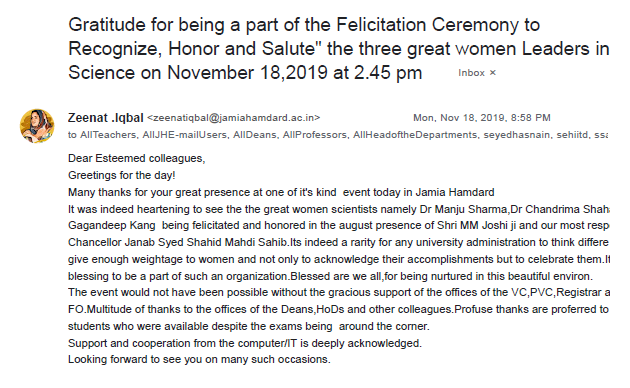 Gratitude for being a part of the Felicitation Ceremony to
Recognize, Honor and Salute" the three great women Leaders in
Science on November 18,2019 at 2.45 pm Inbox ×
Zeenat .Iqbal <zeenatiqbal@jamiahamdard.ac.in> Mon, Nov 18, 2019, 8:58 PM
to AllTeachers, AllJHE-mailUsers, AllDeans, AllProfessors, AllHeadoftheDepartments, seyedhasnain, sehiitd, ssa
Dear Esteemed colleagues,
Greetings for the day!
Many thanks for your great presence at one of it's kind event today in Jamia Hamdard
It was indeed heartening to see the the great women scientists namely Dr Manju Sharma,Dr Chandrima Shah
Gagandeep Kang being felicitated and honored in the august presence of Shri MM Joshi ji and our most resp
Chancellor Janab Syed Shahid Mahdi Sahib.Its indeed a rarity for any university administration to think differe
give enough weightage to women and not only to acknowledge their accomplishments but to celebrate them.It
blessing to be a part of such an organization.Blessed are we all,for being nurtured in this beautiful environ.
The event would not have been possible without the gracious support of the offices of the VC,PVC,Registrar a
FO.Multitude of thanks to the offices of the Deans,HoDs and other colleagues.Profuse thanks are proferred to
students who were available despite the exams being around the corner.
Support and cooperation from the computer/IT is deeply acknowledged.
Looking forward to see you on many such occasions.